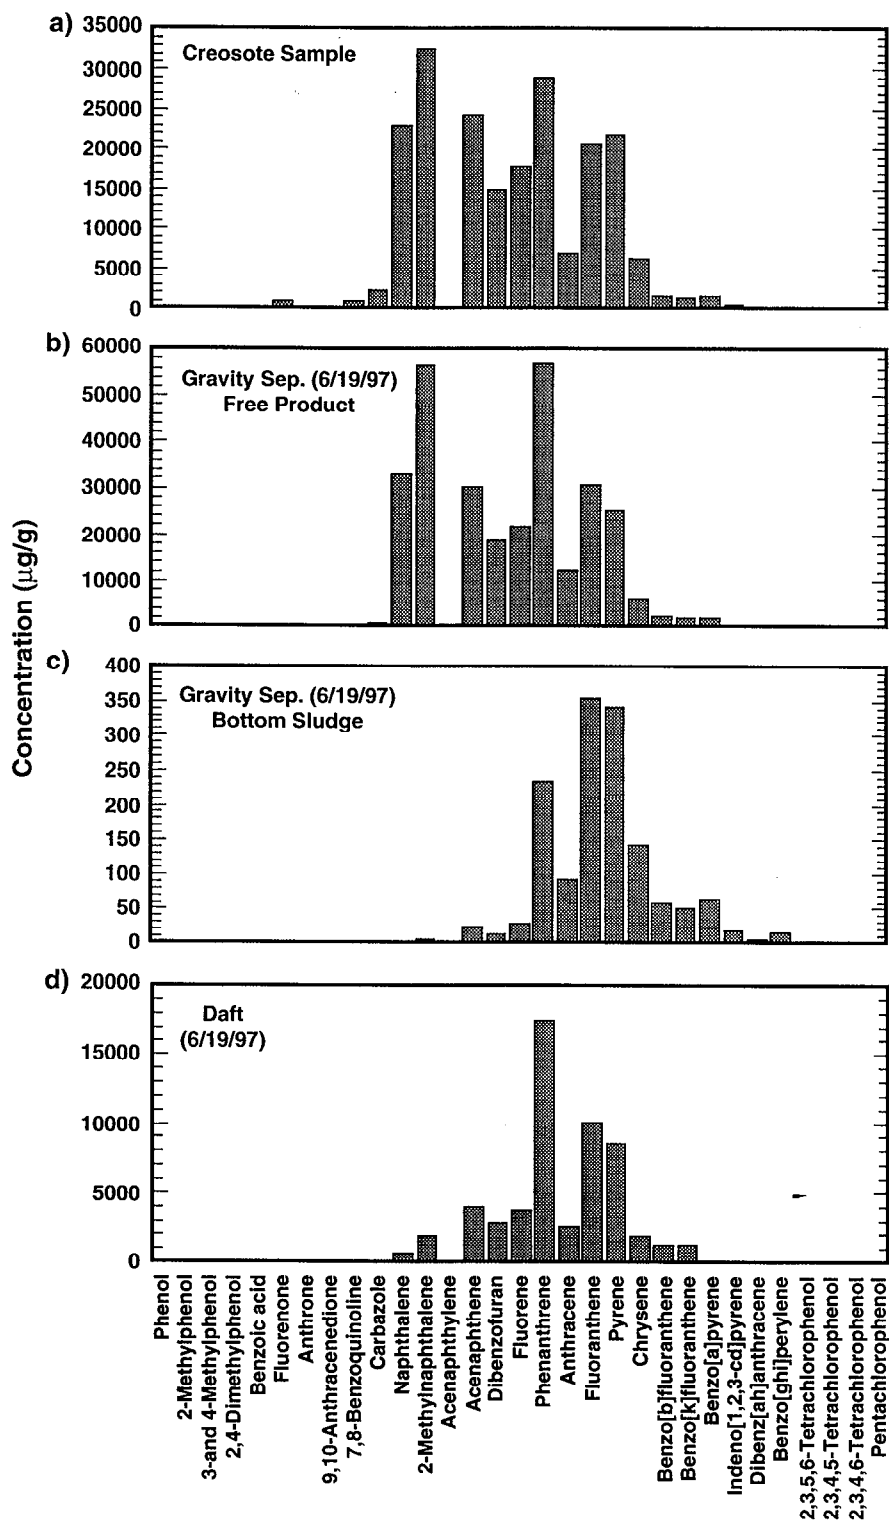 a)
35000
30000
25000
20000
15000
10000
5000
0
Creosote Sample
b)
60000
50000
40000
30000
20000
10000
0
Gravity Sep. (6/19/97)
Free Product
Concentration (µg/g)
c)
400
350
300
250
200
150
100
50
0
Gravity Sep. (6/19/97)
Bottom Sludge
d)
20000
15000
10000
5000
0
Daft
(6/19/97)
Phenol
2-Methylphenol
3-and 4-Methylphenol
2,4-Dimethylphenol
Benzoic acid
Fluorenone
Anthrone
9,10-Anthracenedione
7,8-Benzoquinoline
Carbazole
Naphthalene
2-Methylnaphthalene
Acenaphthylene
Acenaphthene
Dibenzofuran
Fluorene
Phenanthrene
Anthracene
Fluoranthene
Pyrene
Chrysene
Benzo[b]fluoranthene
Benzo[k]fluoranthene
Benzo[a]pyrene
Indeno[1,2,3-cd]pyrene
Dibenz[ah]anthracene
Benzo[ghi]perylene
2,3,5,6-Tetrachlorophenol
2,3,4,5-Tetrachlorophenol
2,3,4,6-Tetrachlorophenol
Pentachlorophenol